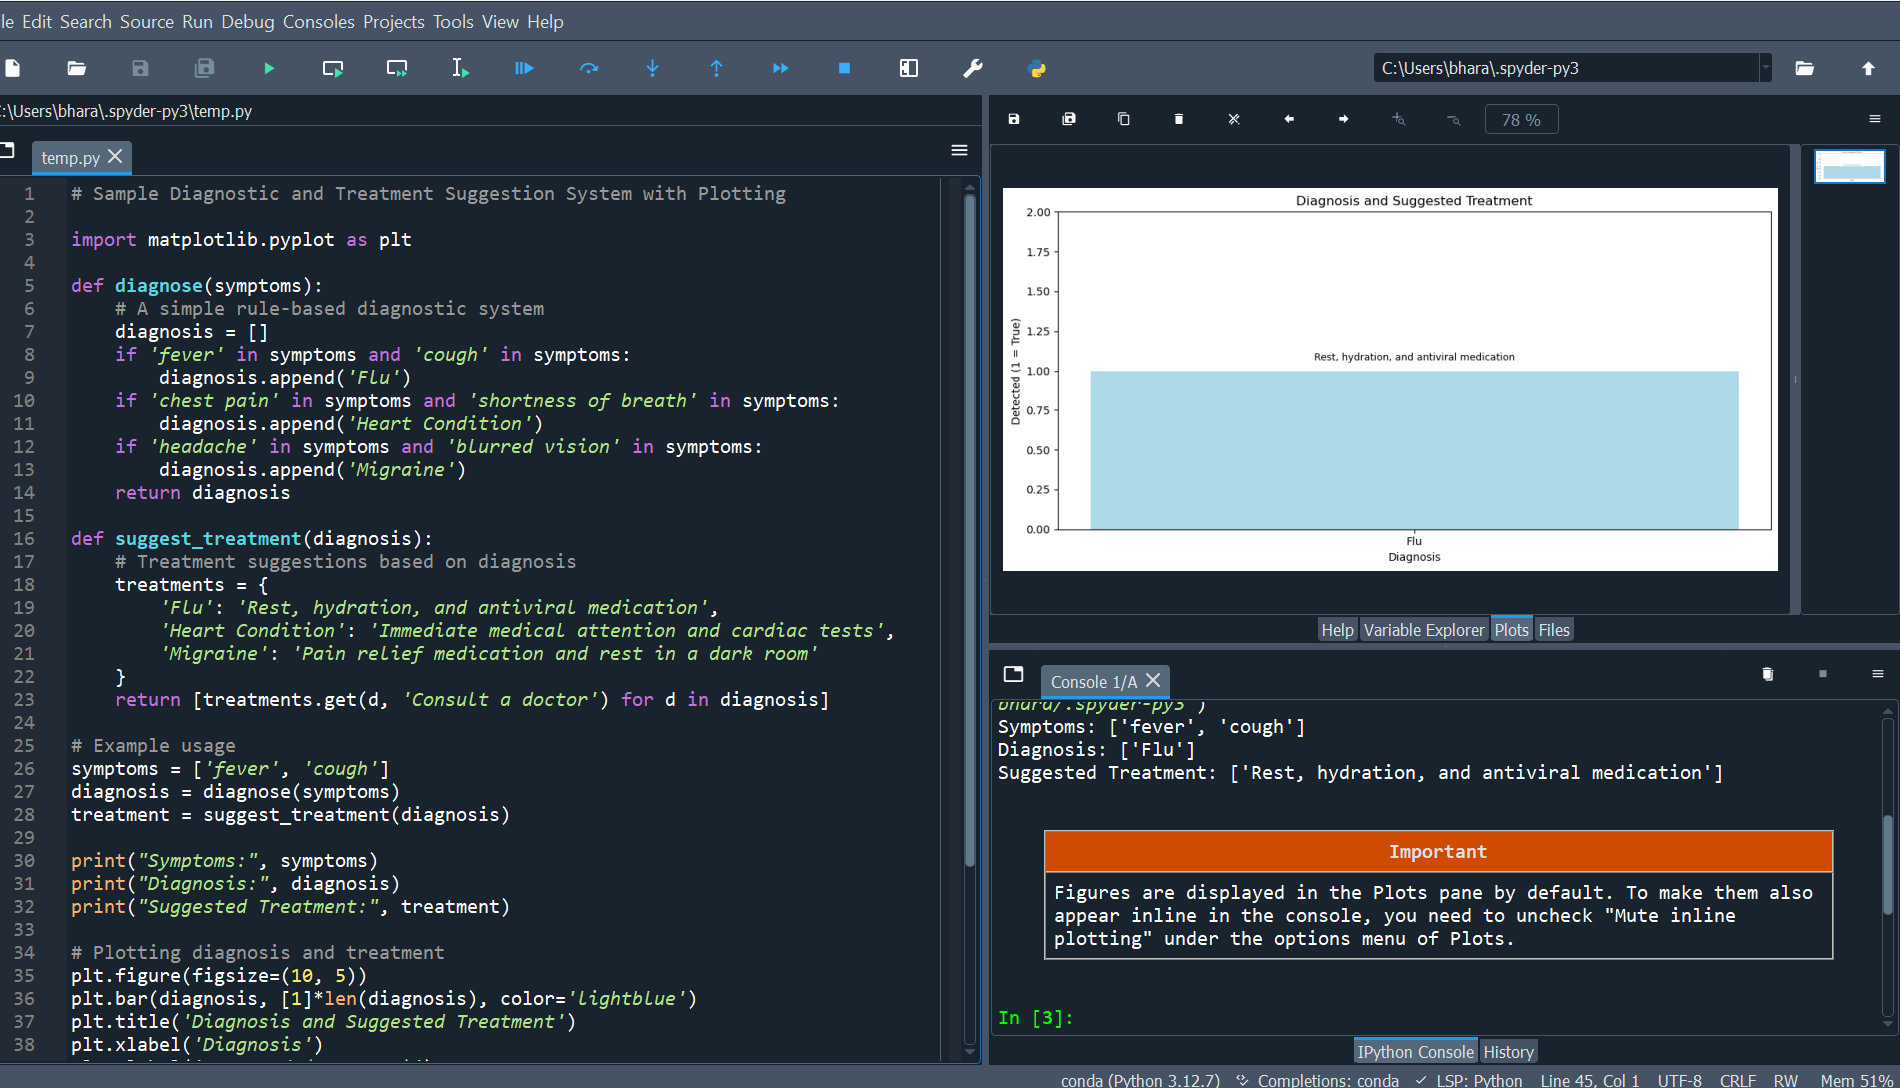 le Edit Search Source Run Debug Consoles Projects Tools View Help
C:\Users\bhara\.spyder-py3
:\Users\bhara\.spyder-py3\temp.py
temp.py
1 # Sample Diagnostic and Treatment Suggestion System with Plotting
2
3 import matplotlib.pyplot as plt
4
5 def diagnose(symptoms):
6     # A simple rule-based diagnostic system
7     diagnosis = []
8     if 'fever' in symptoms and 'cough' in symptoms:
9         diagnosis.append('Flu')
10     if 'chest pain' in symptoms and 'shortness of breath' in symptoms:
11         diagnosis.append('Heart Condition')
12     if 'headache' in symptoms and 'blurred vision' in symptoms:
13         diagnosis.append('Migraine')
14     return diagnosis
15
16 def suggest_treatment(diagnosis):
17     # Treatment suggestions based on diagnosis
18     treatments = {
19         'Flu': 'Rest, hydration, and antiviral medication',
20         'Heart Condition': 'Immediate medical attention and cardiac tests',
21         'Migraine': 'Pain relief medication and rest in a dark room'
22     }
23     return [treatments.get(d, 'Consult a doctor') for d in diagnosis]
24
25 # Example usage
26 symptoms = ['fever', 'cough']
27 diagnosis = diagnose(symptoms)
28 treatment = suggest_treatment(diagnosis)
29
30 print("Symptoms:", symptoms)
31 print("Diagnosis:", diagnosis)
32 print("Suggested Treatment:", treatment)
33
34 # Plotting diagnosis and treatment
35 plt.figure(figsize=(10, 5))
36 plt.bar(diagnosis, [1]*len(diagnosis), color='lightblue')
37 plt.title('Diagnosis and Suggested Treatment')
38 plt.xlabel('Diagnosis')
78 %
Diagnosis and Suggested Treatment
2.00
1.75
1.50
1.25
1.00
0.75
0.50
0.25
0.00
Detected (1 = True)
Rest, hydration, and antiviral medication
Flu
Diagnosis
Help Variable Explorer Plots Files
Console 1/A
bhara/.spyder-py3')
Symptoms: ['fever', 'cough']
Diagnosis: ['Flu']
Suggested Treatment: ['Rest, hydration, and antiviral medication']
Important
Figures are displayed in the Plots pane by default. To make them also
appear inline in the console, you need to uncheck "Mute inline
plotting" under the options menu of Plots.
In [3]:
IPython Console History
conda (Python 3.12.7) Completions: conda LSP: Python Line 45, Col 1 UTF-8 CRLF RW Mem 51%